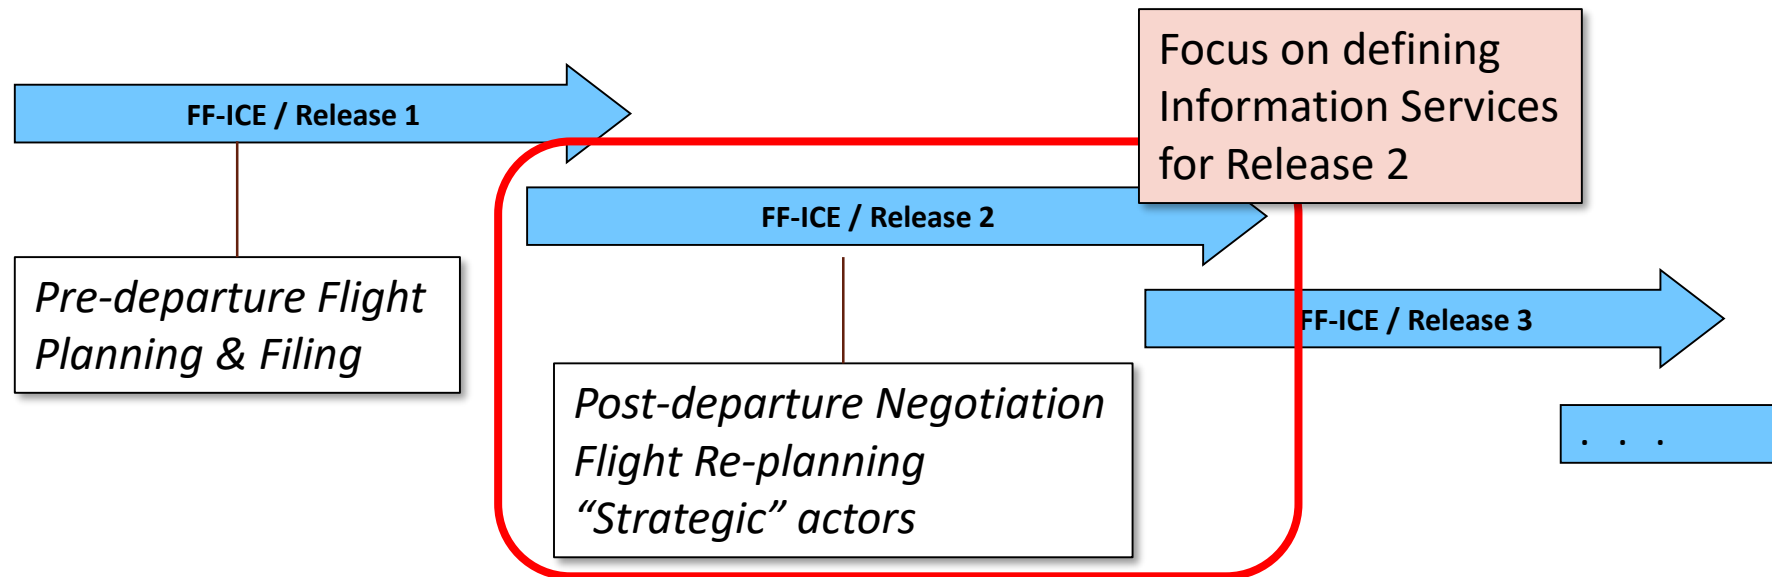 Focus on defining
Information Services
for Release 2
FF-ICE / Release 1
FF-ICE / Release 2
Pre-departure Flight
Planning & Filing
FF-ICE / Release 3
Post-departure Negotiation
Flight Re-planning
“Strategic” actors
. . .